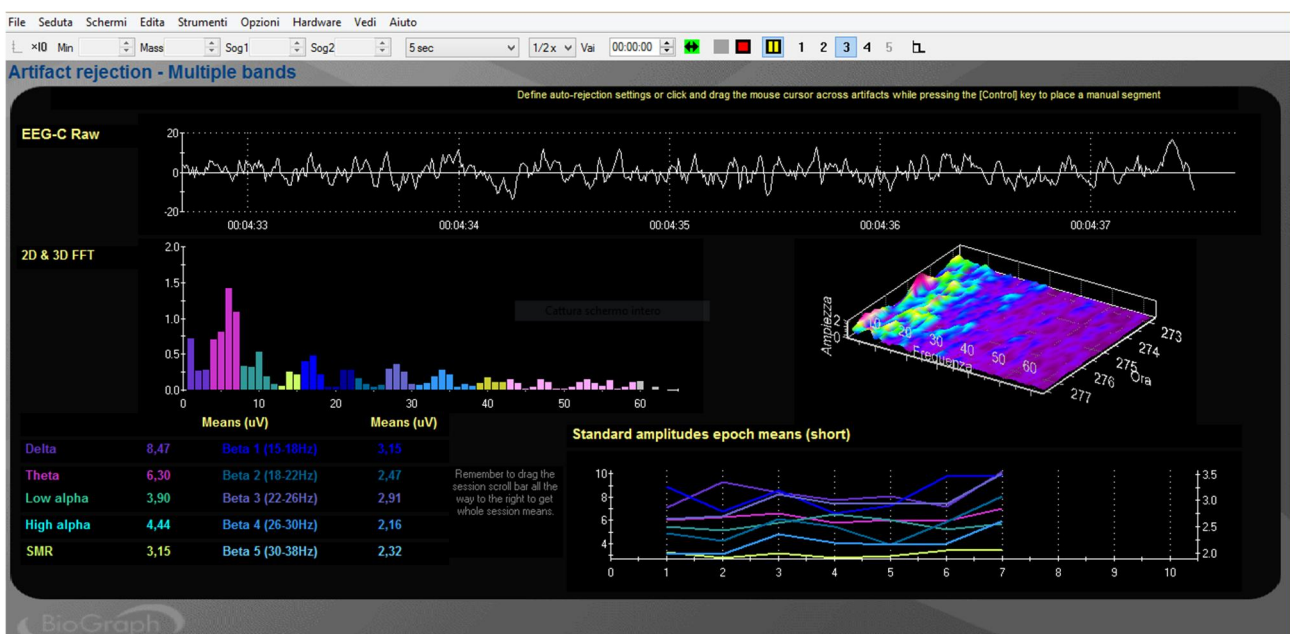 File Seduta Schermi Edita Strumenti Opzioni Hardware Vedi Aiuto
×10 Min Mass Sog1 Sog2 5 sec 1/2 x Vai 00:00:00 1 2 3 4 5
Artifact rejection - Multiple bands
Define auto-rejection settings or click and drag the mouse cursor across artifacts while pressing the [Control] key to place a manual segment
EEG-C Raw
20
0
-20
00:04:33 00:04:34 00:04:35 00:04:36 00:04:37
2D & 3D FFT
2.0
1.5
1.0
0.5
0.0
0 10 20 30 40 50 60
Cattura schermo intero
Ampiezza
2
0
10 20 30 40 50 60
Frequenza
273
274
275
276
277
Ora
Means (uV) Means (uV)
Delta 8,47 Beta 1 (15-18Hz) 3,15
Theta 6,30 Beta 2 (18-22Hz) 2,47
Low alpha 3,90 Beta 3 (22-26Hz) 2,91
High alpha 4,44 Beta 4 (26-30Hz) 2,16
SMR 3,15 Beta 5 (30-38Hz) 2,32
Remember to drag the
session scroll bar all the
way to the right to get
whole session means.
Standard amplitudes epoch means (short)
10
8
6
4
3.5
3.0
2.5
2.0
0 1 2 3 4 5 6 7 8 9 10
BioGraph